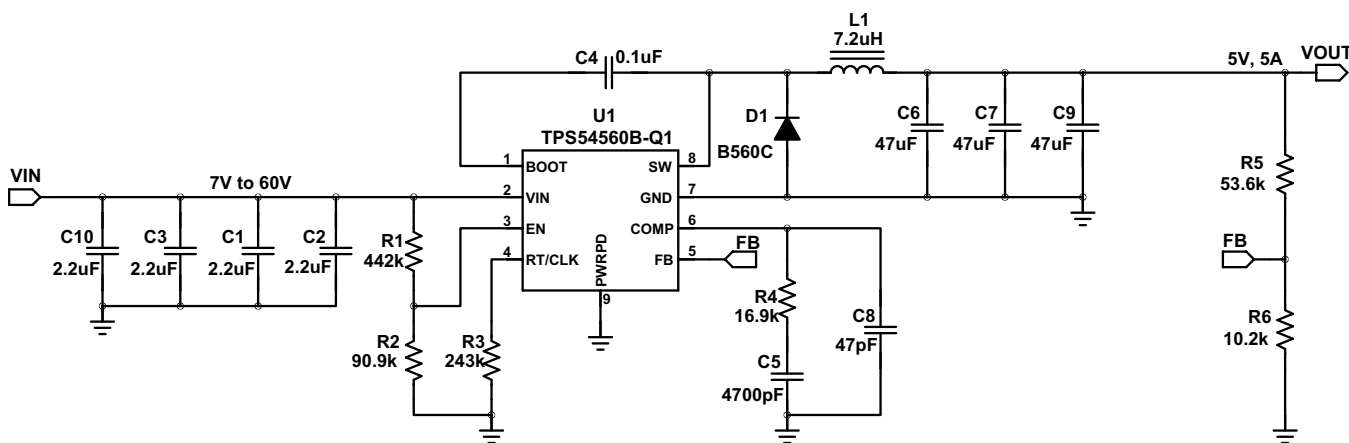 L1
7.2uH
C4 0.1uF
5V, 5A
VOUT
U1
TPS54560B-Q1
D1
B560C
C6
47uF
C7
47uF
C9
47uF
1 BOOT
SW 8
R5
53.6k
VIN
7V to 60V
2 VIN
GND 7
3 EN
COMP 6
4 RT/CLK
FB 5
FB
PWRPD
9
C10
2.2uF
C3
2.2uF
C1
2.2uF
C2
2.2uF
R1
442k
FB
R4
16.9k
C8
47pF
R2
90.9k
R3
243k
C5
4700pF
R6
10.2k